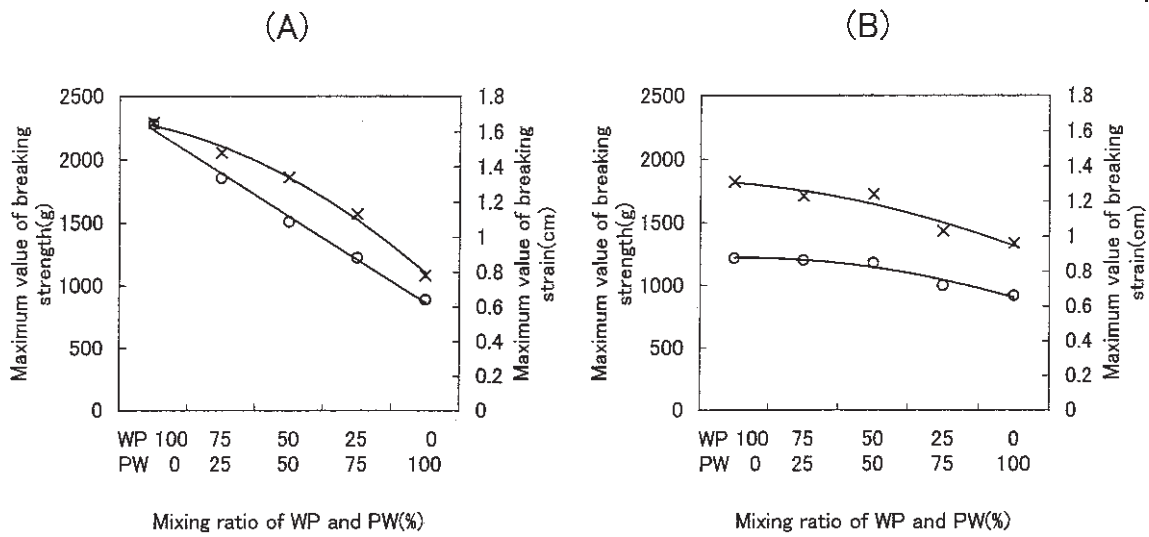 (A)
Maximum value of breaking
strength(g)
2500
2000
1500
1000
500
0
1.8
1.6
1.4
1.2
1
0.8
0.6
0.4
0.2
0
Maximum value of breaking
strain(cm)
WP 100 75 50 25 0
PW 0 25 50 75 100
Mixing ratio of WP and PW(%)
(B)
Maximum value of breaking
strength(g)
2500
2000
1500
1000
500
0
1.8
1.6
1.4
1.2
1
0.8
0.6
0.4
0.2
0
Maximum value of breaking
strain(cm)
WP 100 75 50 25 0
PW 0 25 50 75 100
Mixing ratio of WP and PW(%)